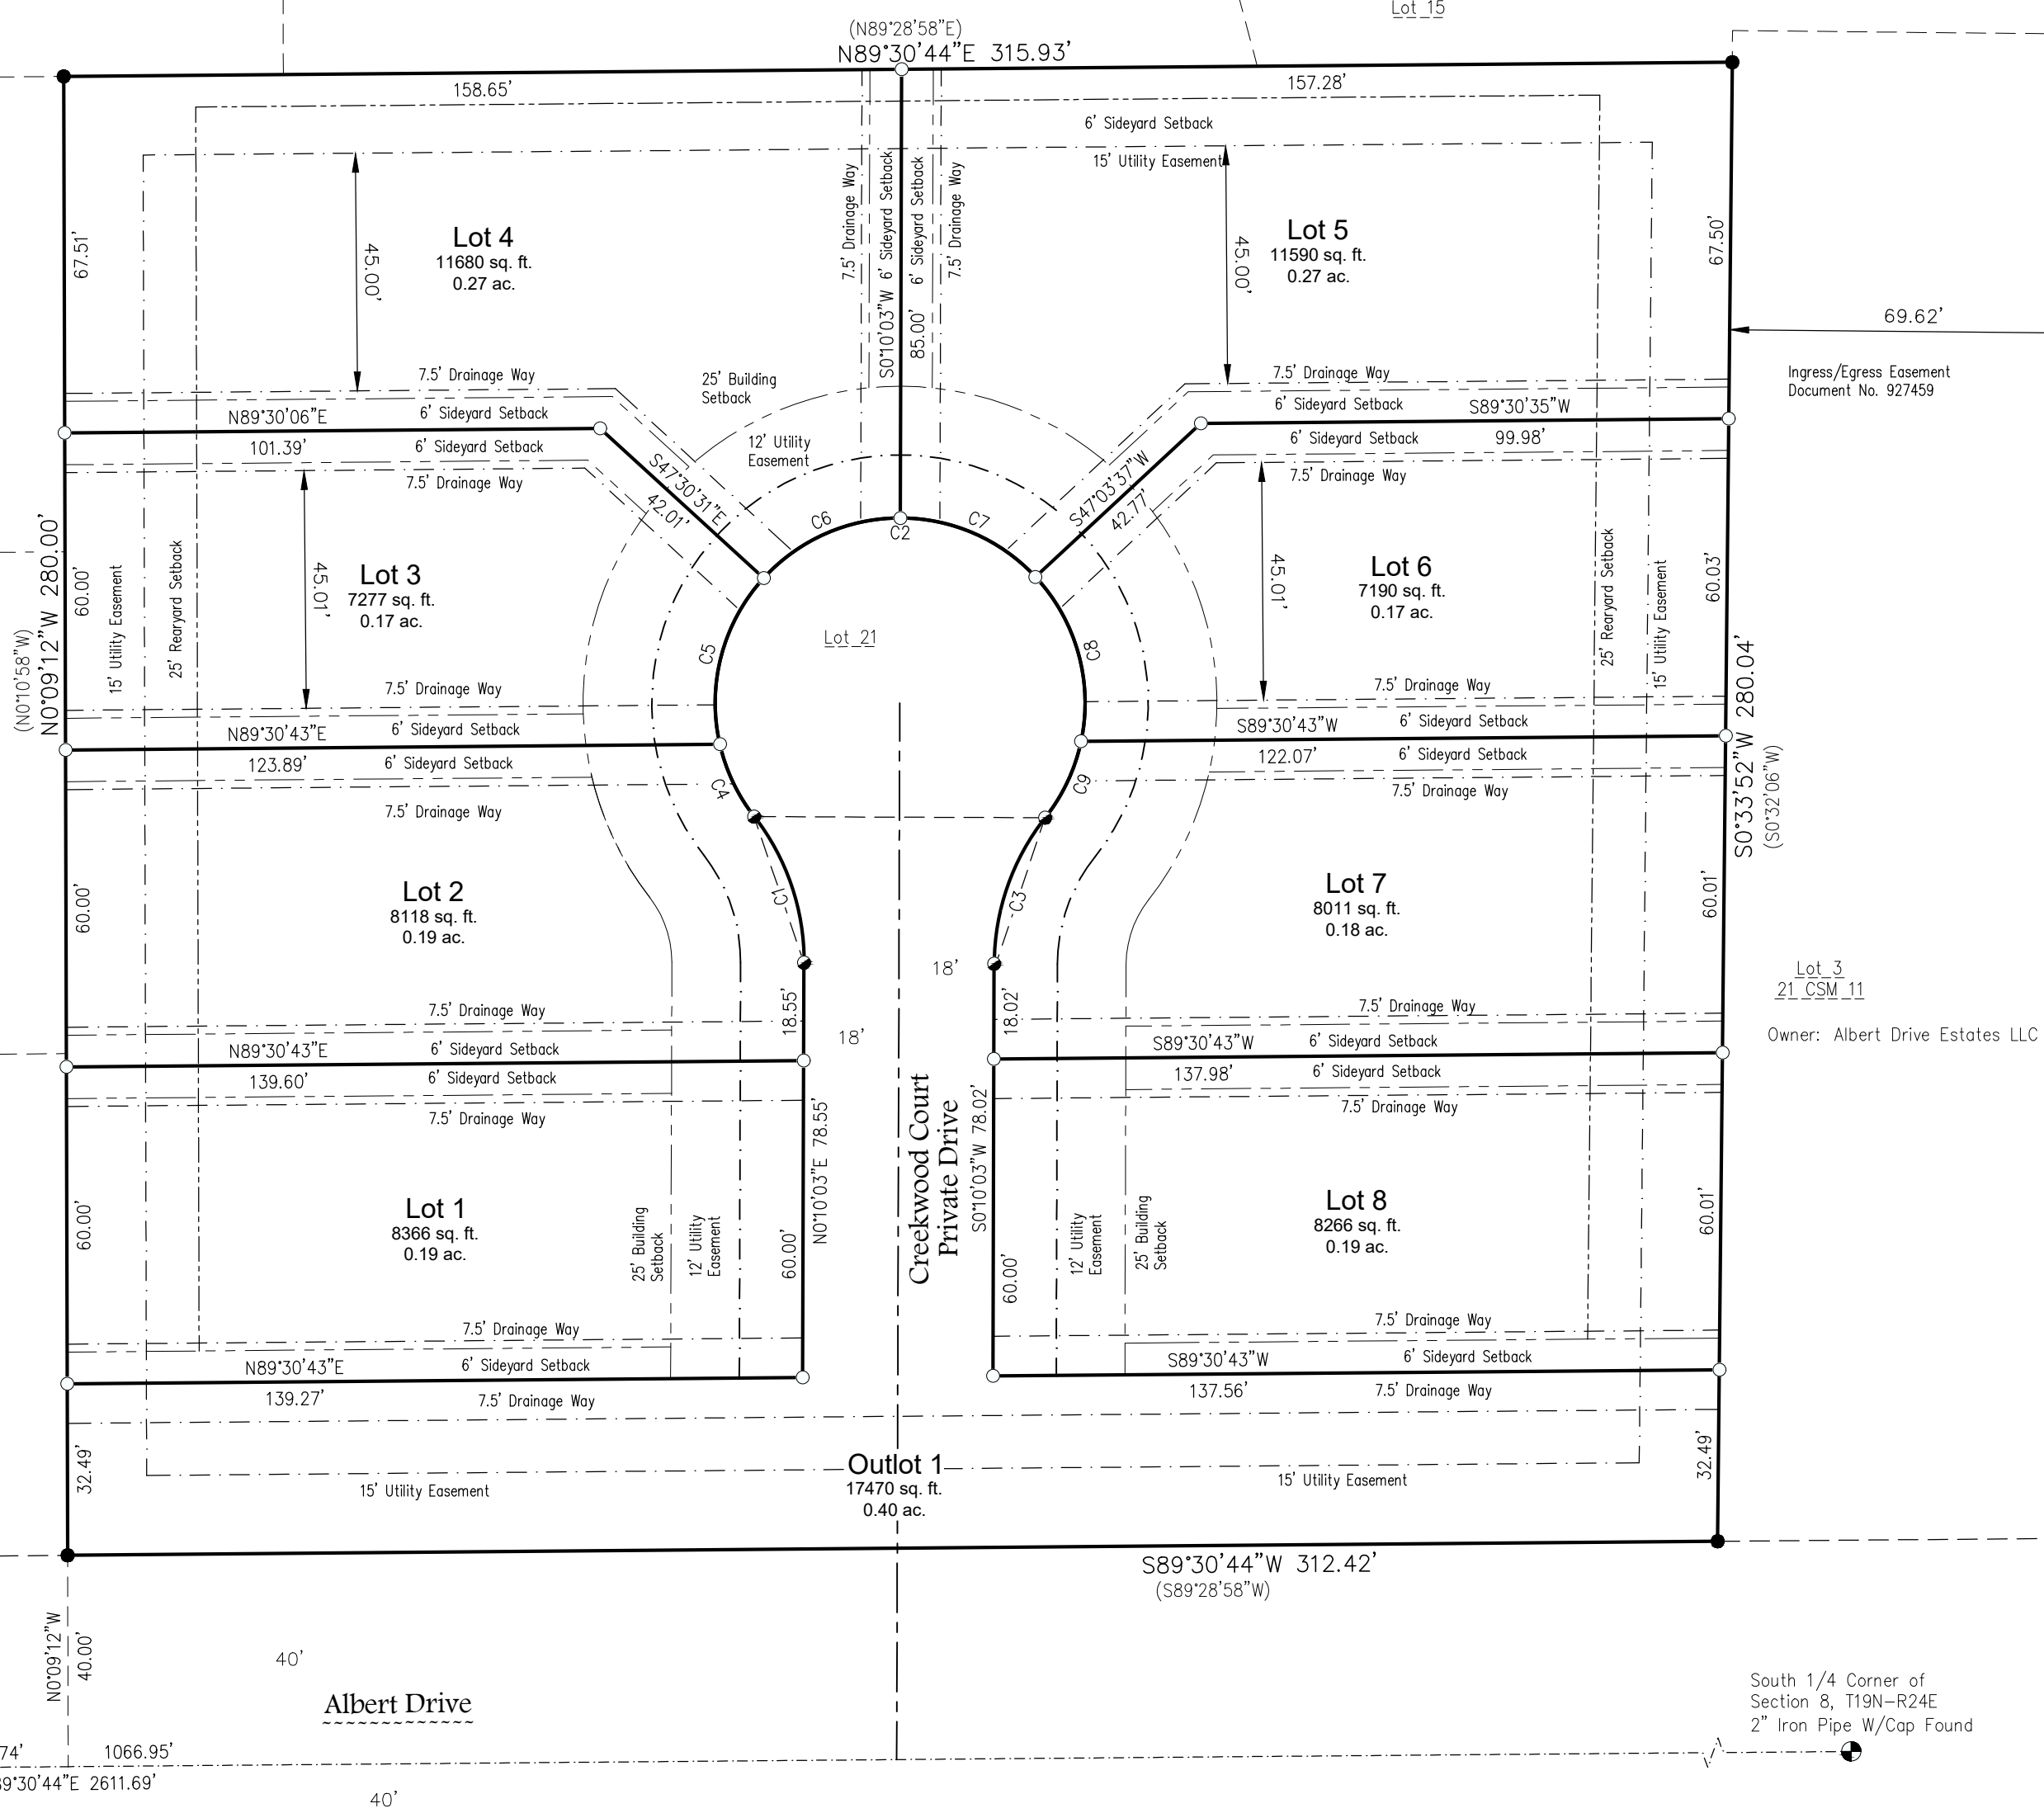 Lot 15
(N89°28'58"E)
N89°30'44"E 315.93'
158.65'
157.28'
6' Sideyard Setback
15' Utility Easement
7.5' Drainage Way
S0°10'03"W 6' Sideyard Setback
6' Sideyard Setback
85.00'
7.5' Drainage Way
67.51'
Lot 4
11680 sq. ft.
0.27 ac.
45.00'
Lot 5
11590 sq. ft.
0.27 ac.
45.00'
67.50'
69.62'
Ingress/Egress Easement
Document No. 927459
7.5' Drainage Way
25' Building
Setback
7.5' Drainage Way
N89°30'06"E
6' Sideyard Setback
6' Sideyard Setback
S89°30'35"W
101.39'
6' Sideyard Setback
12' Utility
Easement
6' Sideyard Setback
99.98'
7.5' Drainage Way
7.5' Drainage Way
S47°30'31"E
42.01'
S47°03'37"W
42.77'
C6
C2
C7
(N0°10'58"W)
N0°09'12"W 280.00'
60.00'
15' Utility Easement
25' Rearyard Setback
45.01'
Lot 3
7277 sq. ft.
0.17 ac.
C5
Lot 21
C8
45.01'
Lot 6
7190 sq. ft.
0.17 ac.
25' Rearyard Setback
15' Utility Easement
60.03'
S0°33'52"W 280.04'
(S0°32'06"W)
7.5' Drainage Way
7.5' Drainage Way
N89°30'43"E
6' Sideyard Setback
S89°30'43"W
6' Sideyard Setback
123.89'
6' Sideyard Setback
122.07'
6' Sideyard Setback
7.5' Drainage Way
7.5' Drainage Way
C4
C9
60.00'
Lot 2
8118 sq. ft.
0.19 ac.
C1
C3
Lot 7
8011 sq. ft.
0.18 ac.
60.01'
18'
18'
Lot 3
21 CSM 11
Owner: Albert Drive Estates LLC
7.5' Drainage Way
18.55'
18.02'
7.5' Drainage Way
N89°30'43"E
6' Sideyard Setback
S89°30'43"W
6' Sideyard Setback
139.60'
6' Sideyard Setback
137.98'
6' Sideyard Setback
7.5' Drainage Way
7.5' Drainage Way
60.00'
Lot 1
8366 sq. ft.
0.19 ac.
25' Building
Setback
12' Utility
Easement
60.00'
N0°10'03"E 78.55'
Creekwood Court
Private Drive
S0°10'03"W 78.02'
60.00'
12' Utility
Easement
25' Building
Setback
Lot 8
8266 sq. ft.
0.19 ac.
60.01'
7.5' Drainage Way
7.5' Drainage Way
N89°30'43"E
6' Sideyard Setback
S89°30'43"W
6' Sideyard Setback
139.27'
7.5' Drainage Way
137.56'
7.5' Drainage Way
32.49'
32.49'
Outlot 1
17470 sq. ft.
0.40 ac.
15' Utility Easement
15' Utility Easement
S89°30'44"W 312.42'
(S89°28'58"W)
N0°09'12"W
40.00'
40'
Albert Drive
South 1/4 Corner of
Section 8, T19N-R24E
2" Iron Pipe W/Cap Found
74'
1066.95'
89°30'44"E 2611.69'
40'